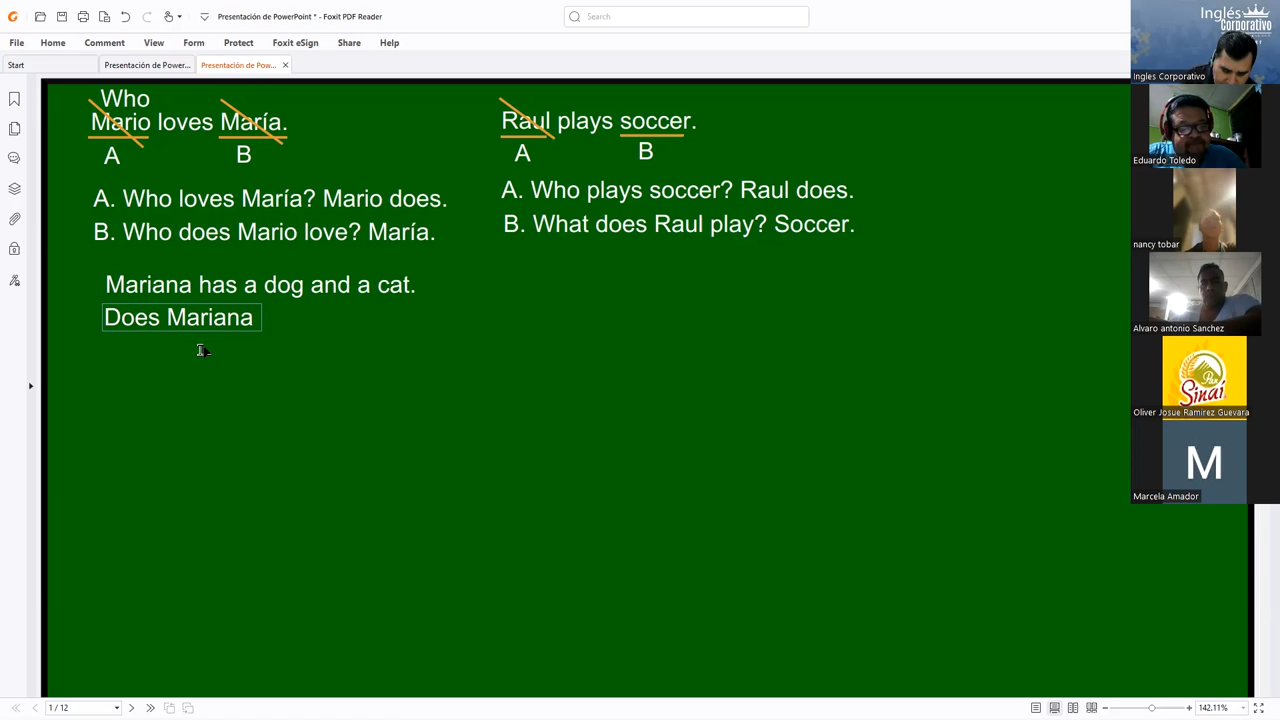 Presentación de PowerPoint * - Foxit PDF Reader
Search
File Home Comment View Form Protect Foxit eSign Share Help
Start
Presentación de Power...
Presentación de Pow...
Who
Mario loves María.
A B
A. Who loves María? Mario does.
B. Who does Mario love? María.
Raul plays soccer.
A B
A. Who plays soccer? Raul does.
B. What does Raul play? Soccer.
Mariana has a dog and a cat.
Does Mariana
Inglés
Corporativo
Ingles Corporativo
Eduardo Toledo
nancy tobar
Alvaro antonio Sanchez
Pan
Sinaí
Oliver Josue Ramirez Guevara
M
Marcela Amador
1 / 12
142.11%